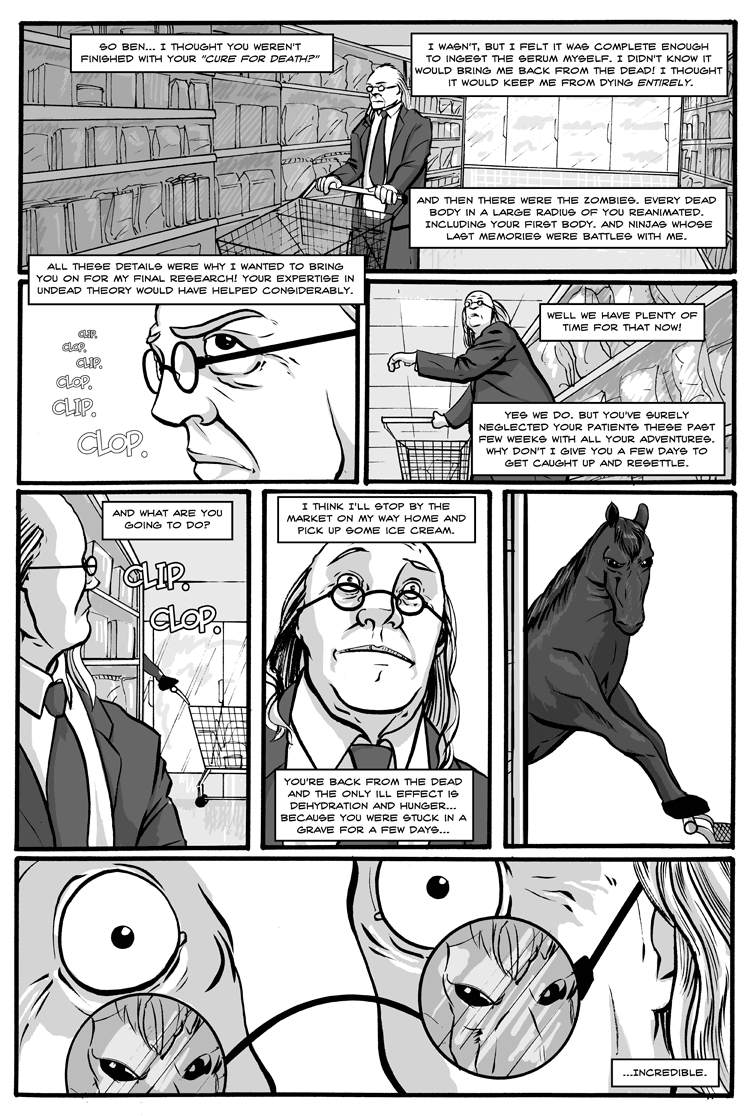 SO BEN... I THOUGHT YOU WEREN'T
FINISHED WITH YOUR "CURE FOR DEATH?"
I WASN'T, BUT I FELT IT WAS COMPLETE ENOUGH
TO INGEST THE SERUM MYSELF. I DIDN'T KNOW IT
WOULD BRING ME BACK FROM THE DEAD! I THOUGHT
IT WOULD KEEP ME FROM DYING ENTIRELY.
AND THEN THERE WERE THE ZOMBIES. EVERY DEAD
BODY IN A LARGE RADIUS OF YOU REANIMATED.
INCLUDING YOUR FIRST BODY. AND NINJAS WHOSE
LAST MEMORIES WERE BATTLES WITH ME.
ALL THESE DETAILS WERE WHY I WANTED TO BRING
YOU ON FOR MY FINAL RESEARCH! YOUR EXPERTISE IN
UNDEAD THEORY WOULD HAVE HELPED CONSIDERABLY.
CLIP.
CLOP.
CLIP.
CLOP.
CLIP.
CLOP.
WELL WE HAVE PLENTY OF
TIME FOR THAT NOW!
YES WE DO. BUT YOU'VE SURELY
NEGLECTED YOUR PATIENTS THESE PAST
FEW WEEKS WITH ALL YOUR ADVENTURES.
WHY DON'T I GIVE YOU A FEW DAYS TO
GET CAUGHT UP AND RESETTLE.
AND WHAT ARE YOU
GOING TO DO?
CLIP.
CLOP.
I THINK I'LL STOP BY THE
MARKET ON MY WAY HOME AND
PICK UP SOME ICE CREAM.
YOU'RE BACK FROM THE DEAD
AND THE ONLY ILL EFFECT IS
DEHYDRATION AND HUNGER...
BECAUSE YOU WERE STUCK IN A
GRAVE FOR A FEW DAYS...
...INCREDIBLE.